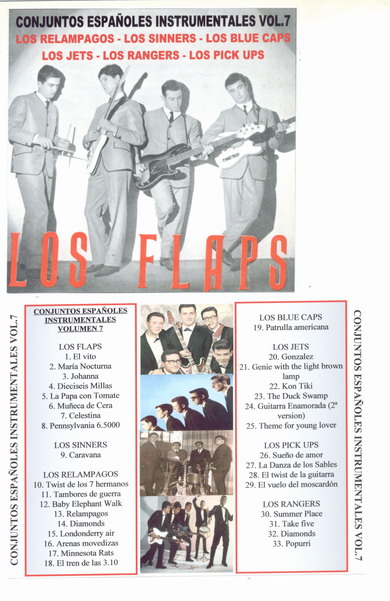 CONJUNTOS ESPAÑOLES INSTRUMENTALES VOL.7
LOS RELAMPAGOS - LOS SINNERS - LOS BLUE CAPS
LOS JETS - LOS RANGERS - LOS PICK UPS
LOS FLAPS
CONJUNTOS ESPAÑOLES INSTRUMENTALES VOL.7
CONJUNTOS ESPAÑOLES
INSTRUMENTALES
VOLUMEN 7
LOS FLAPS
1. El vito
2. María Nocturna
3. Johanna
4. Dieciseis Millas
5. La Papa con Tomate
6. Muñeca de Cera
7. Celestina
8. Pennsylvania 6.5000
LOS SINNERS
9. Caravana
LOS RELAMPAGOS
10. Twist de los 7 hermanos
11. Tambores de guerra
12. Baby Elephant Walk
13. Relampagos
14. Diamonds
15. Londonderry air
16. Arenas movedizas
17. Minnesota Rats
18. El tren de las 3.10
LOS BLUE CAPS
19. Patrulla americana
LOS JETS
20. Gonzalez
21. Genie with the light brown
lamp
22. Kon Tiki
23. The Duck Swamp
24. Guitarra Enamorada (2ª
version)
25. Theme for young lover
LOS PICK UPS
26. Sueño de amor
27. La Danza de los Sables
28. El twist de la guitarra
29. El vuelo del moscardón
LOS RANGERS
30. Summer Place
31. Take five
32. Diamonds
33. Popurri
CONJUNTOS ESPAÑOLES INSTRUMENTALES VOL.7